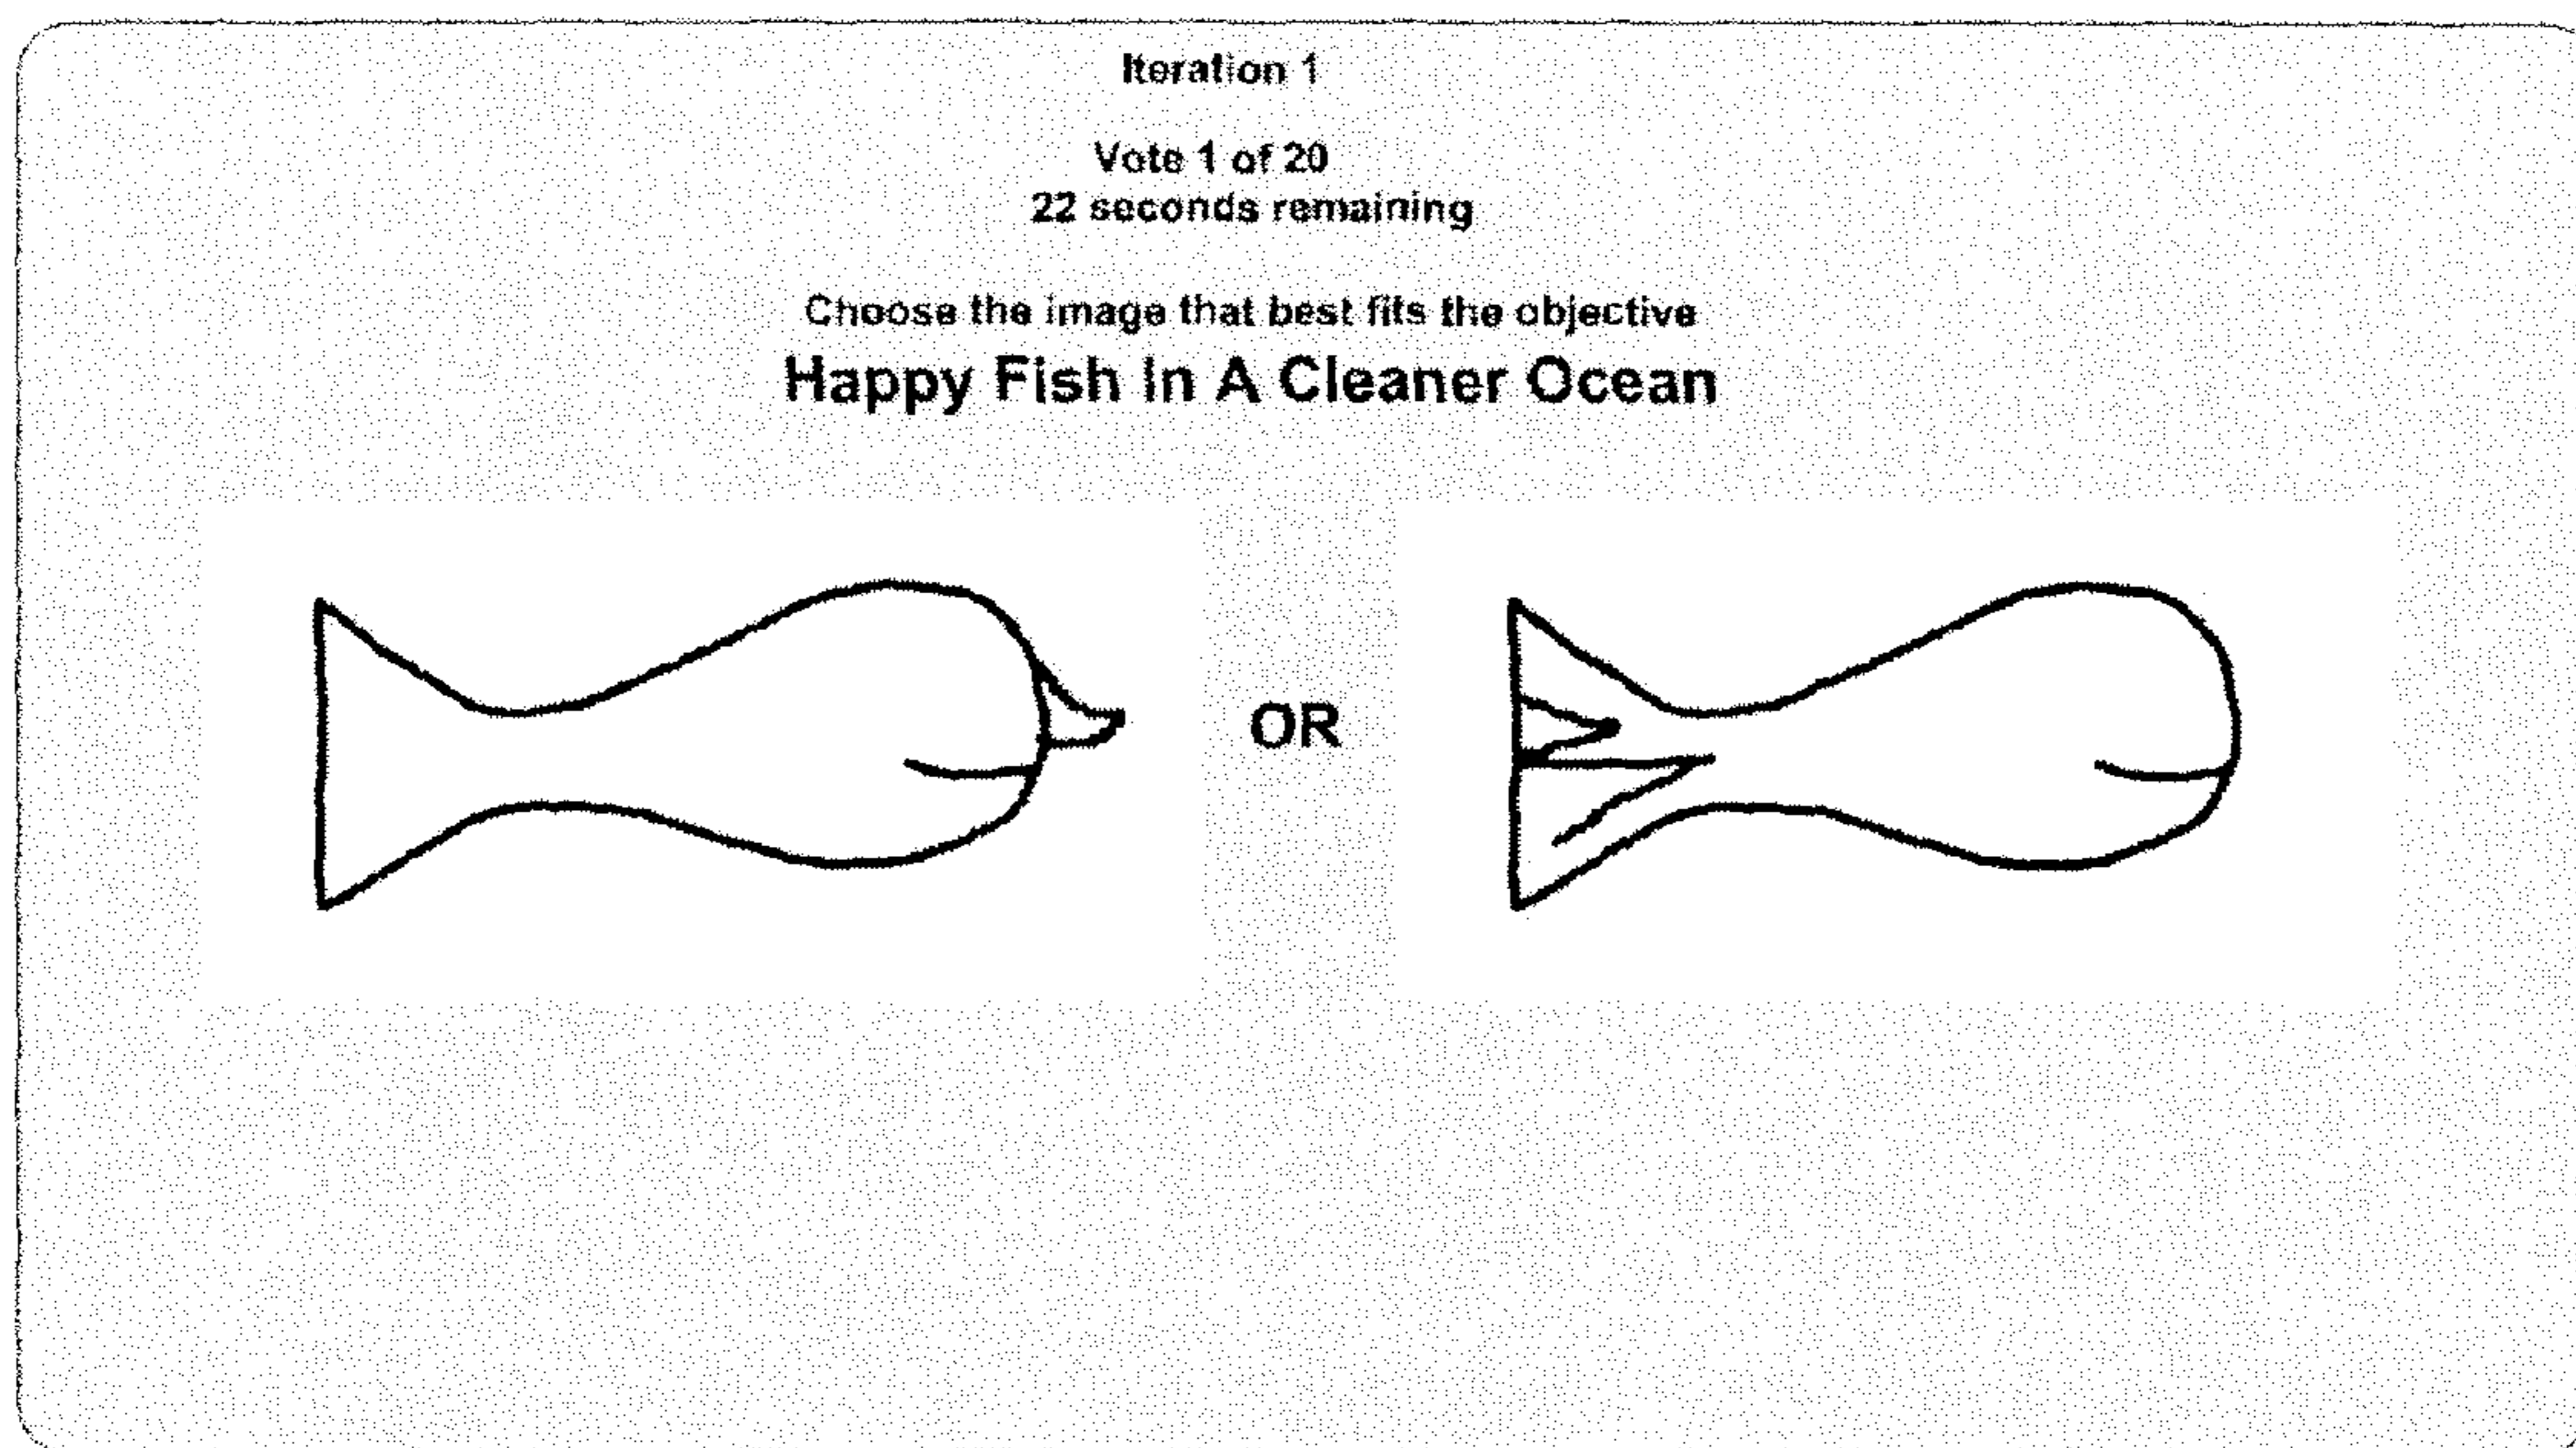 Iteration 1
Vote 1 of 20
22 seconds remaining
Choose the image that best fits the objective
Happy Fish In A Cleaner Ocean
OR